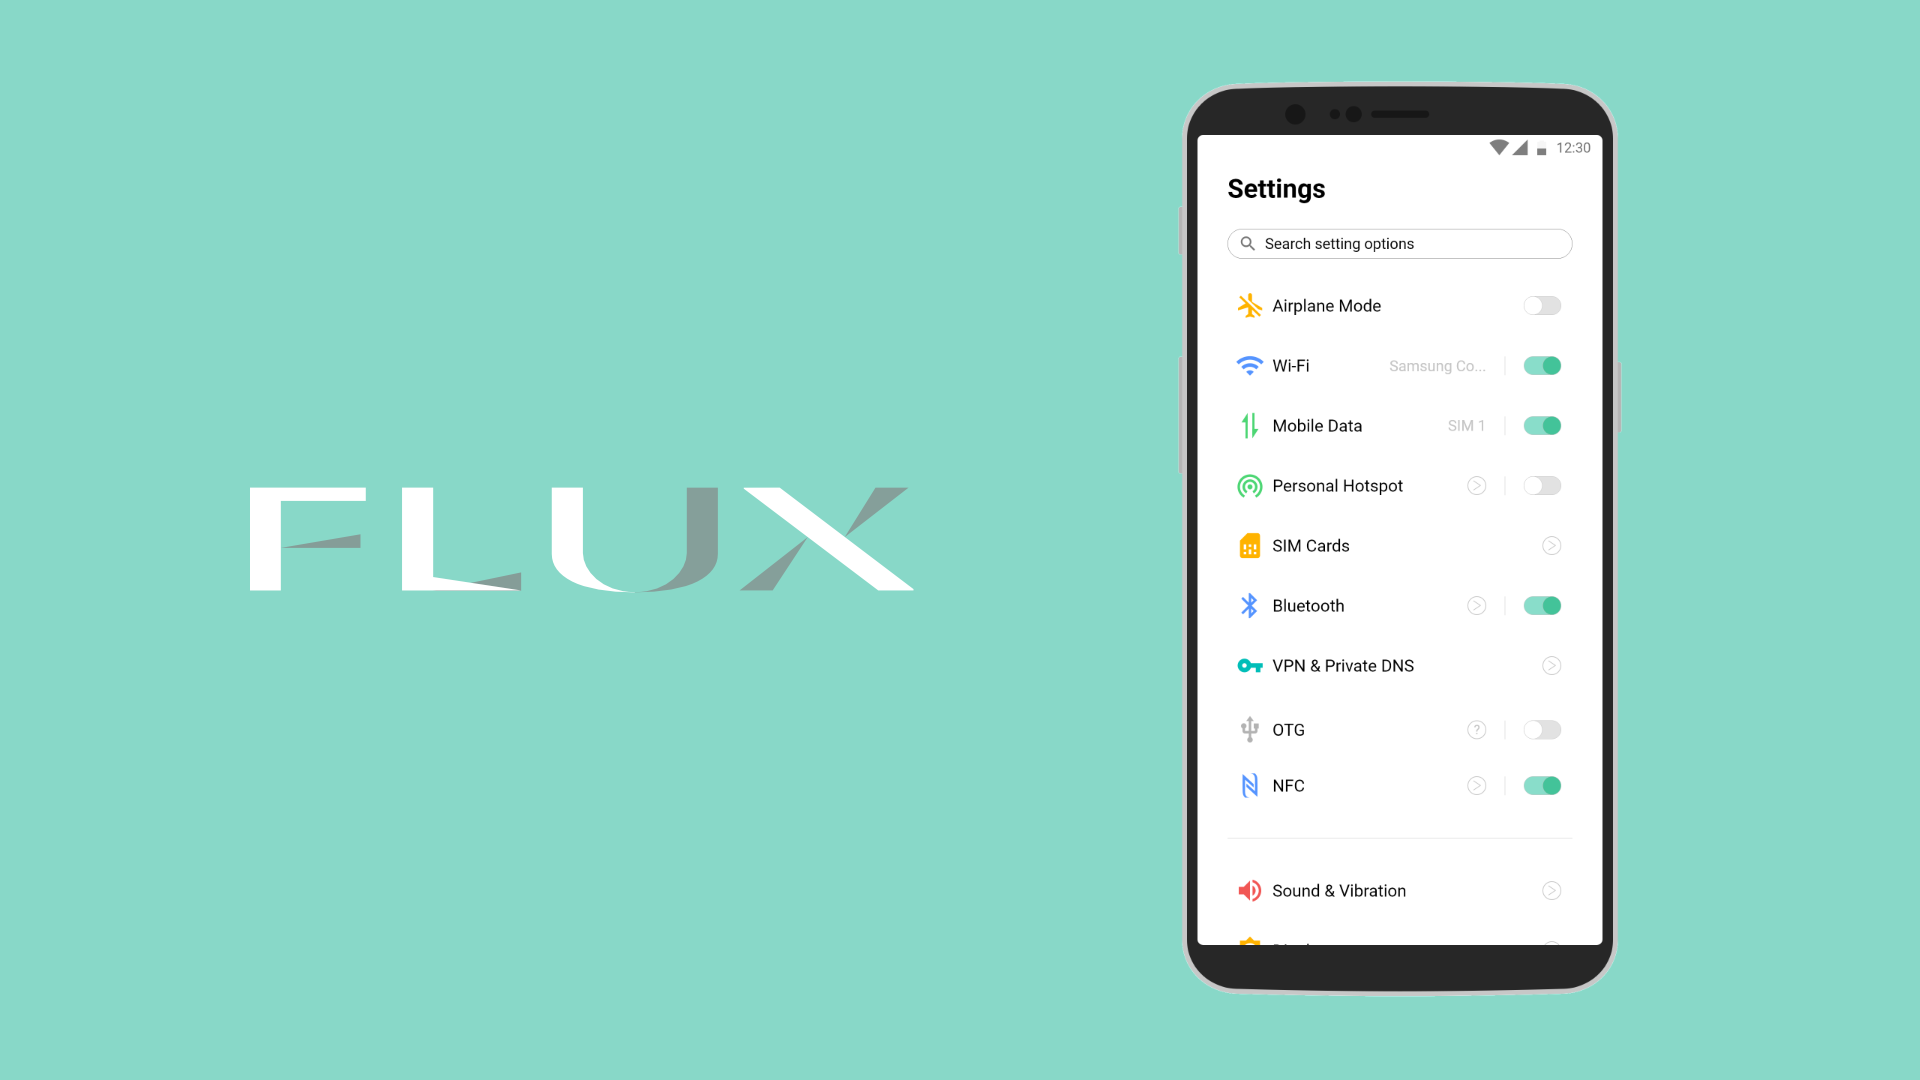 FLUX
12:30
Settings
Search setting options
Airplane Mode
Wi-Fi Samsung Co...
Mobile Data SIM 1
Personal Hotspot
SIM Cards
Bluetooth
VPN & Private DNS
OTG ?
NFC
Sound & Vibration